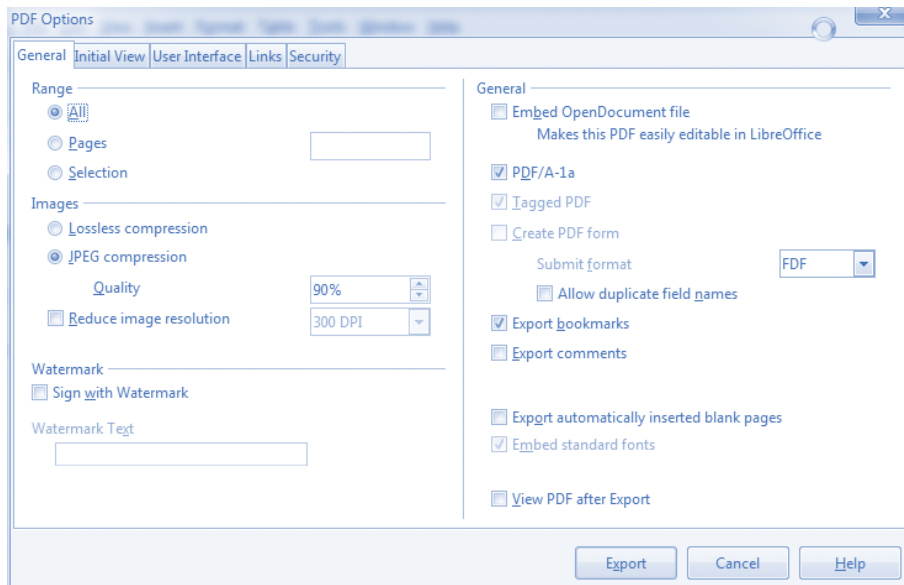 PDF Options
General Initial View User Interface Links Security
Range
All
Pages
Selection
Images
Lossless compression
JPEG compression
Quality 90%
Reduce image resolution 300 DPI
Watermark
Sign with Watermark
Watermark Text
General
Embed OpenDocument file
Makes this PDF easily editable in LibreOffice
PDF/A-1a
Tagged PDF
Create PDF form
Submit format FDF
Allow duplicate field names
Export bookmarks
Export comments
Export automatically inserted blank pages
Embed standard fonts
View PDF after Export
Export Cancel Help